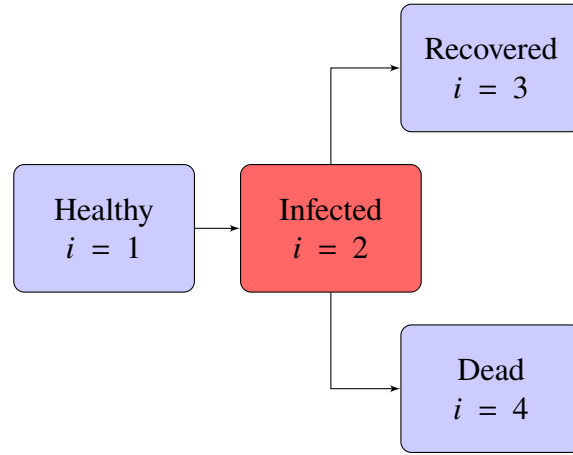 Recovered
i = 3
Healthy
i = 1
Infected
i = 2
Dead
i = 4